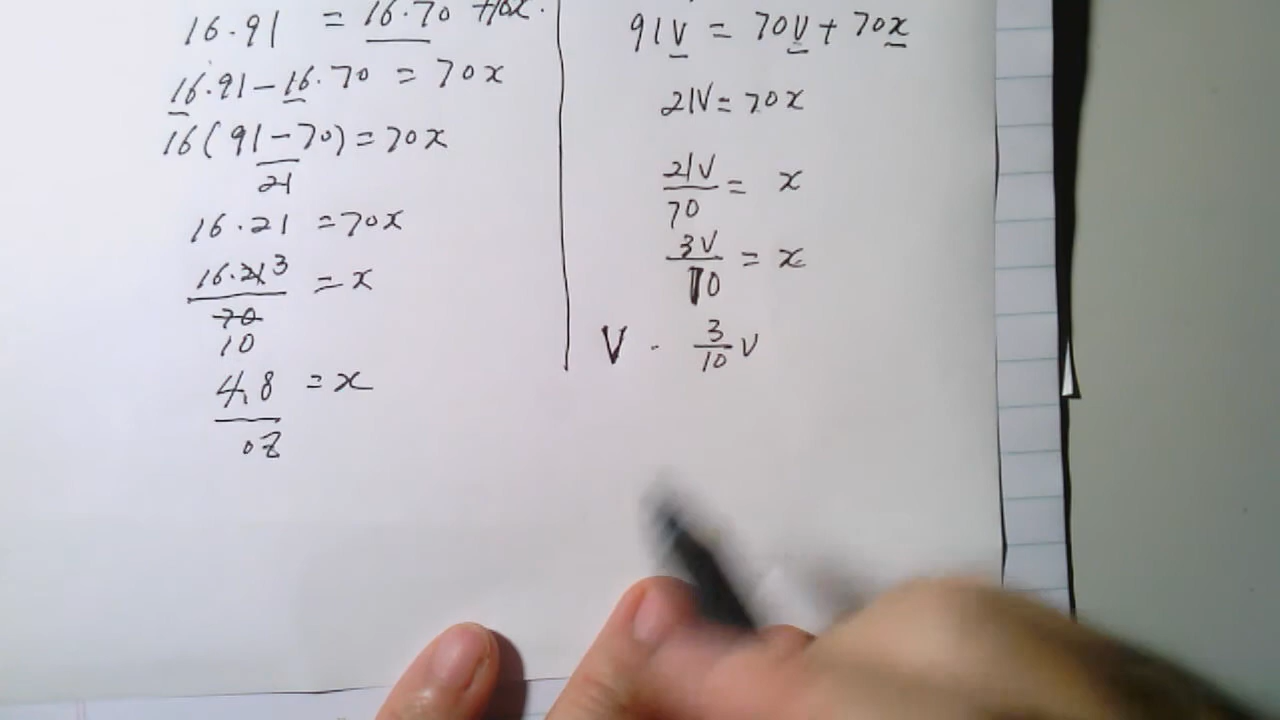 16.91 = 16.70 + 70x.
16.91 - 16.70 = 70x
16(91-70) = 70x
21
16.21 = 70x
16.21 3 = x
70
10
4.8 = x
oz
91V = 70V + 70x
21V = 70x
21V = x
70
3V = x
10
V - 3 V
10